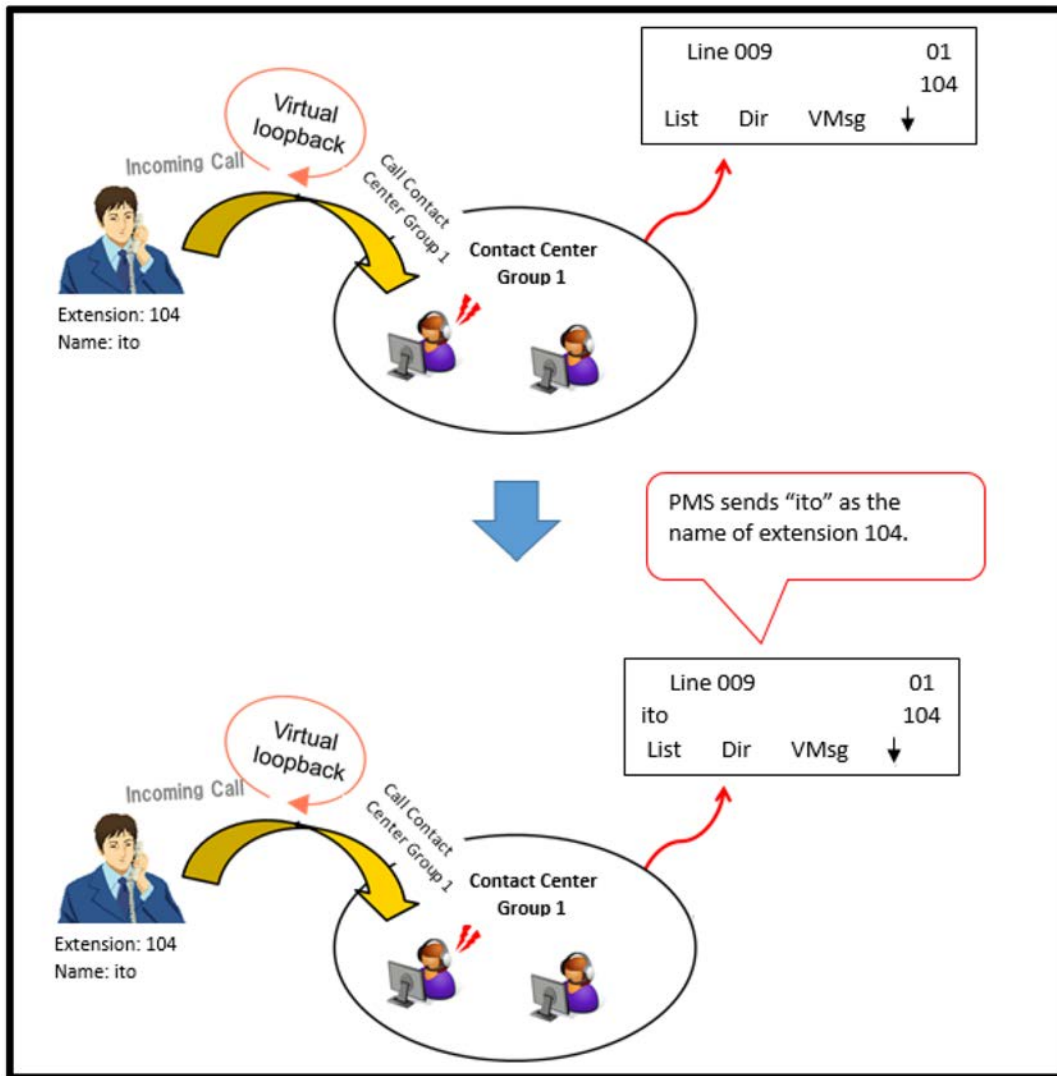 Line 009 01
104
List Dir VMsg ↓
Virtual
loopback
Incoming Call
Call Contact
Center Group 1
Contact Center
Group 1
Extension: 104
Name: ito
PMS sends “ito” as the
name of extension 104.
Line 009 01
ito 104
List Dir VMsg ↓
Virtual
loopback
Incoming Call
Call Contact
Center Group 1
Contact Center
Group 1
Extension: 104
Name: ito